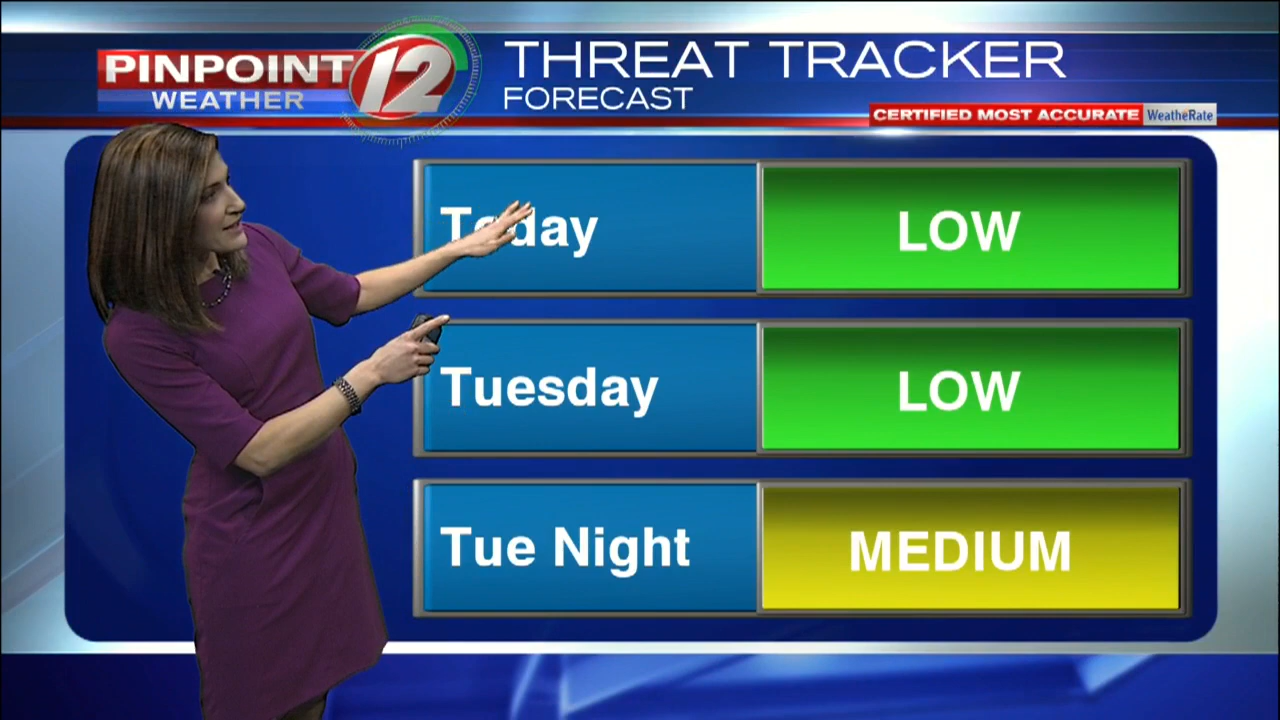 PINPOINT
WEATHER
12
THREAT TRACKER
FORECAST
CERTIFIED MOST ACCURATE WeatheRate
Today LOW
Tuesday LOW
Tue Night MEDIUM